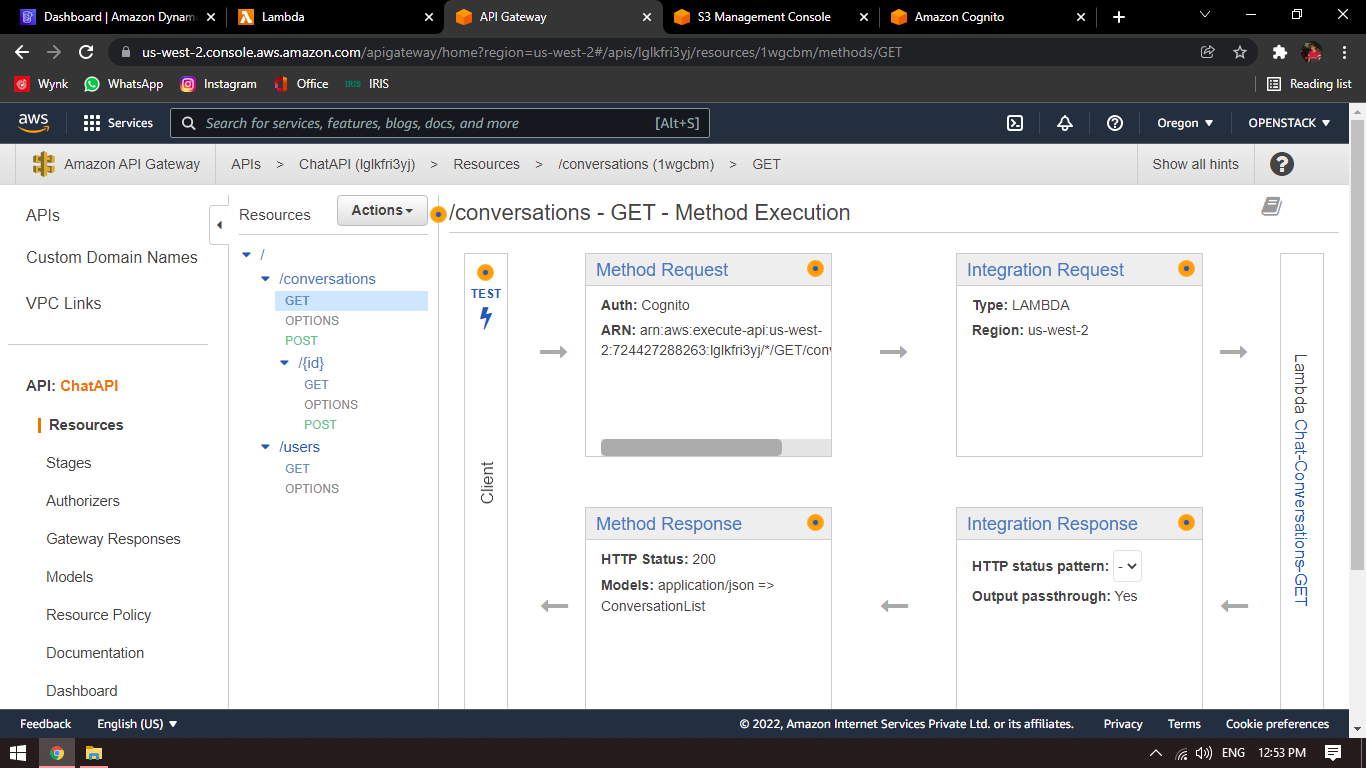 Dashboard | Amazon Dynam
Lambda
API Gateway
S3 Management Console
Amazon Cognito
us-west-2.console.aws.amazon.com/apigateway/home?region=us-west-2#/apis/lglkfri3yj/resources/1wgcbm/methods/GET
Wynk
WhatsApp
Instagram
Office
IRIS IRIS
Reading list
aws
Services
Search for services, features, blogs, docs, and more
[Alt+S]
Oregon
OPENSTACK
Amazon API Gateway
APIs > ChatAPI (lglkfri3yj) > Resources > /conversations (1wgcbm) > GET
Show all hints
?
APIs
Custom Domain Names
VPC Links
API: ChatAPI
Resources
Stages
Authorizers
Gateway Responses
Models
Resource Policy
Documentation
Dashboard
Resources
Actions
/
/conversations
GET
OPTIONS
POST
/{id}
GET
OPTIONS
POST
/users
GET
OPTIONS
/conversations - GET - Method Execution
TEST
Client
Method Request
Auth: Cognito
ARN: arn:aws:execute-api:us-west-
2:724427288263:lglkfri3yj/*/GET/con
Integration Request
Type: LAMBDA
Region: us-west-2
Lambda Chat-Conversations-GET
Method Response
HTTP Status: 200
Models: application/json =>
ConversationList
Integration Response
HTTP status pattern: -
Output passthrough: Yes
Feedback
English (US)
© 2022, Amazon Internet Services Private Ltd. or its affiliates.
Privacy
Terms
Cookie preferences
ENG
12:53 PM